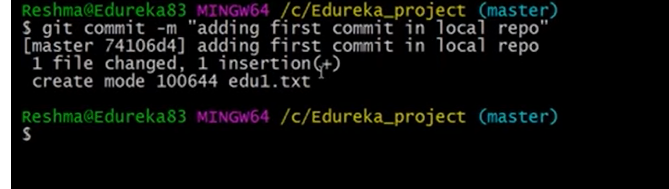 Reshma@Edureka83 MINGW64 /c/Edureka_project (master)
$ git commit -m "adding first commit in local repo"
[master 74106d4] adding first commit in local repo
 1 file changed, 1 insertion(+)
 create mode 100644 edu1.txt

Reshma@Edureka83 MINGW64 /c/Edureka_project (master)
$